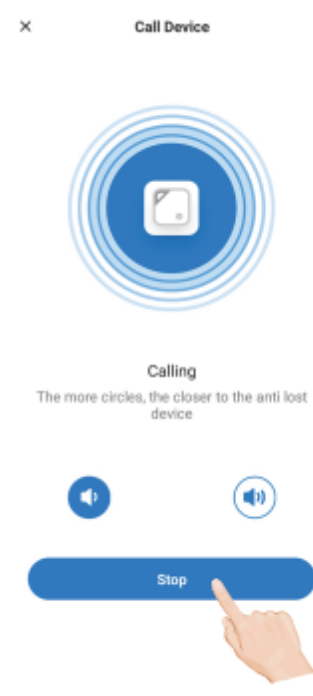 Call Device
Calling
The more circles, the closer to the anti lost
device
Stop